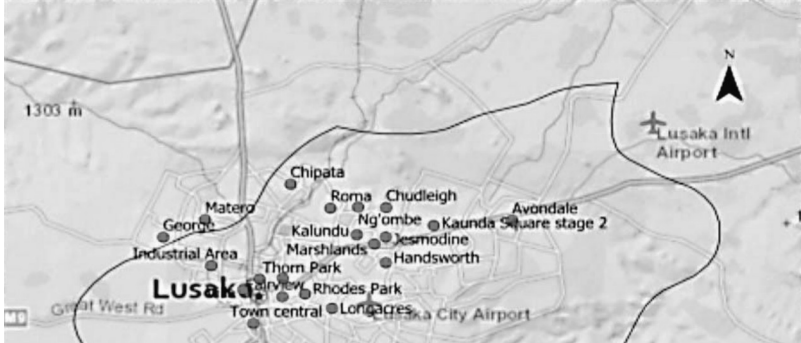 N
1303 m
Lusaka Intl
Airport
Chipata
Matero
Roma
Chudleigh
Avondale
George
Kalundu
Ng'ombe
Kaunda Square stage 2
Marshlands
Jesmodine
Industrial Area
Handsworth
Thorn Park
Lusaka
Fairview
Rhodes Park
Great West Rd
Town central
Longacres
Lusaka City Airport